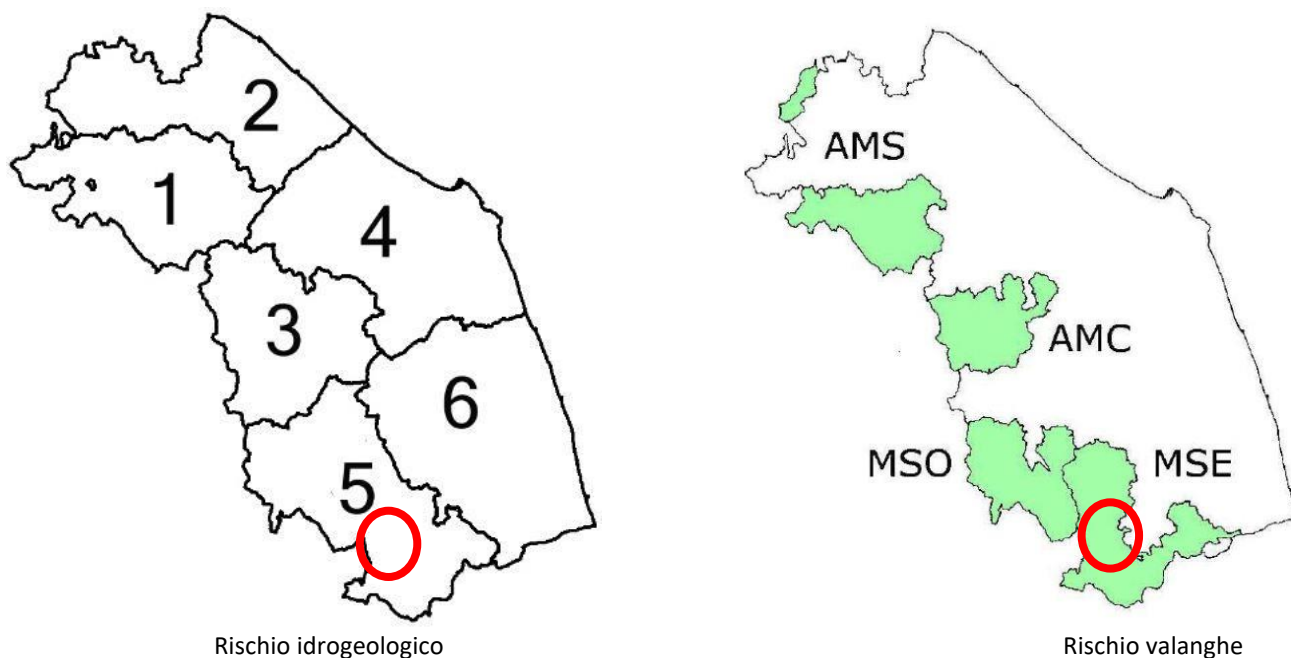 2
1
4
3
6
5
Rischio idrogeologico
AMS
AMC
MSO
MSE
Rischio valanghe